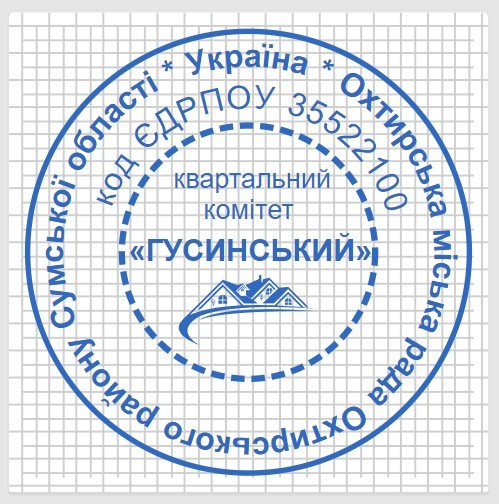 * Україна * Охтирська міська рада Охтирського району Сумської області
код ЄДРПОУ 35522100
квартальний
комітет
«ГУСИНСЬКИЙ»